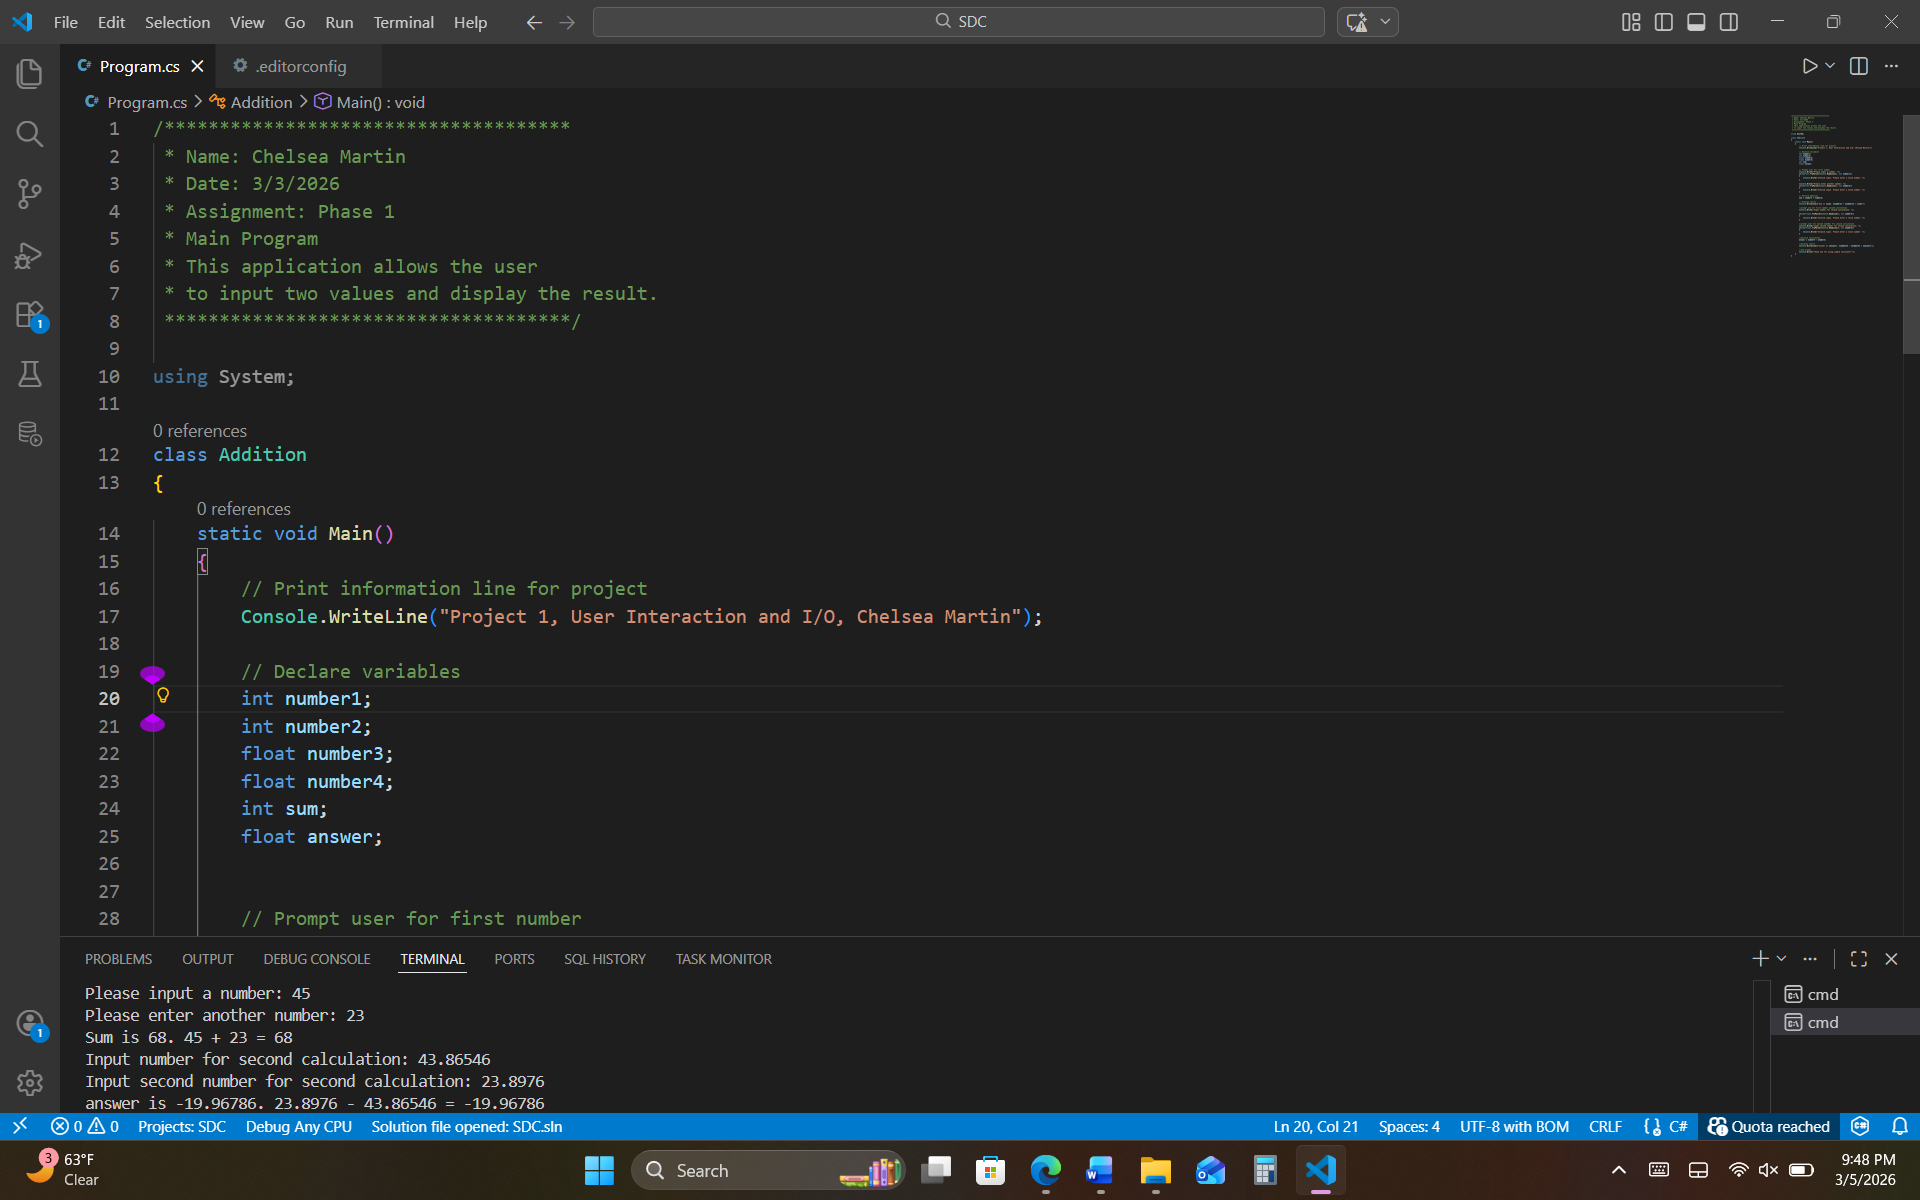 File Edit Selection View Go Run Terminal Help
SDC
Program.cs
.editorconfig
Program.cs > Addition > Main() : void
1 /*************************************
2 * Name: Chelsea Martin
3 * Date: 3/3/2026
4 * Assignment: Phase 1
5 * Main Program
6 * This application allows the user
7 * to input two values and display the result.
8 *************************************/
9
10 using System;
11
0 references
12 class Addition
13 {
0 references
14 static void Main()
15 {
16 // Print information line for project
17 Console.WriteLine("Project 1, User Interaction and I/O, Chelsea Martin");
18
19 // Declare variables
20 int number1;
21 int number2;
22 float number3;
23 float number4;
24 int sum;
25 float answer;
26
27
28 // Prompt user for first number
PROBLEMS OUTPUT DEBUG CONSOLE TERMINAL PORTS SQL HISTORY TASK MONITOR
Please input a number: 45
Please enter another number: 23
Sum is 68. 45 + 23 = 68
Input number for second calculation: 43.86546
Input second number for second calculation: 23.8976
answer is -19.96786. 23.8976 - 43.86546 = -19.96786
cmd
cmd
1
1
0 0 Projects: SDC Debug Any CPU Solution file opened: SDC.sln Ln 20, Col 21 Spaces: 4 UTF-8 with BOM CRLF C# Quota reached
3
63°F
Clear
Search
9:48 PM
3/5/2026